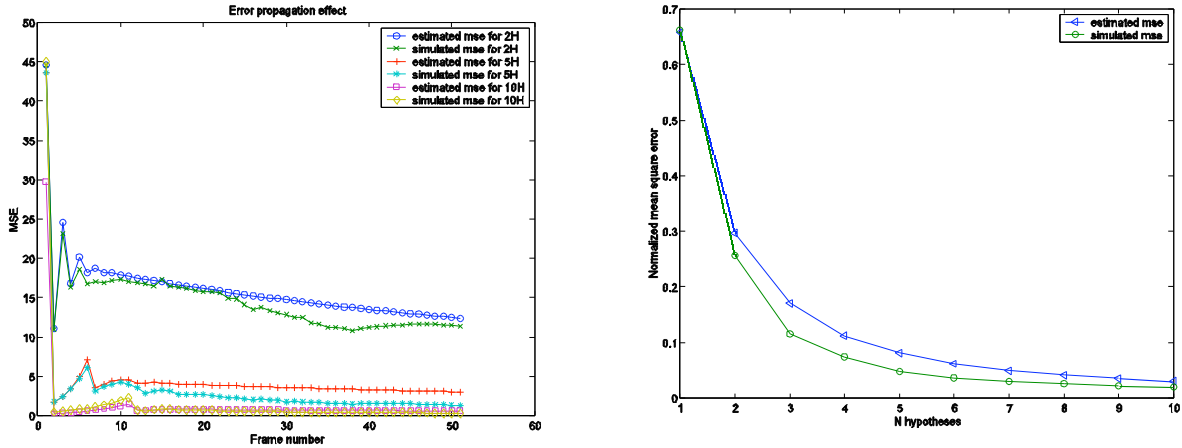 Error propagation effect
50
45
40
35
30
25
20
15
10
5
0
MSE
0 10 20 30 40 50 60
Frame number
estimated mse for 2H
simulated mse for 2H
estimated mse for 5H
simulated mse for 5H
estimated mse for 10H
simulated mse for 10H
0.7
0.6
0.5
0.4
0.3
0.2
0.1
0
Normalized mean square error
1 2 3 4 5 6 7 8 9 10
N hypotheses
estimated mse
simulated mse